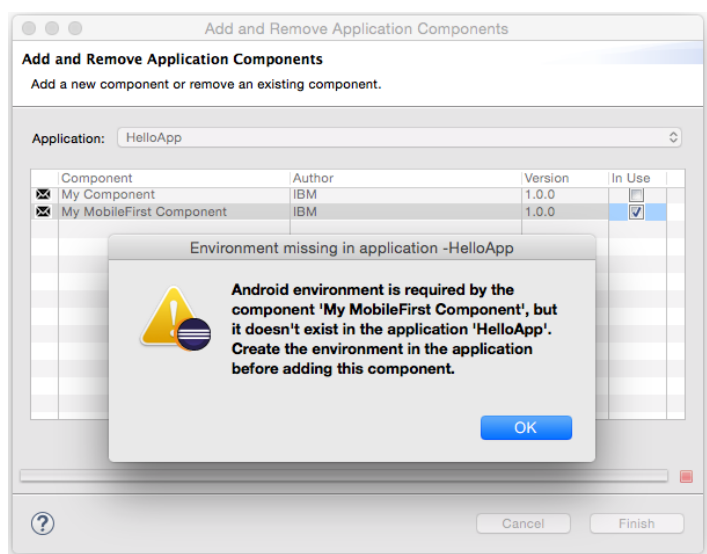 Add and Remove Application Components
Add and Remove Application Components
Add a new component or remove an existing component.
Application: HelloApp
Component Author Version In Use
My Component IBM 1.0.0
My MobileFirst Component IBM 1.0.0
Environment missing in application -HelloApp
Android environment is required by the
component 'My MobileFirst Component', but
it doesn't exist in the application 'HelloApp'.
Create the environment in the application
before adding this component.
OK
?
Cancel Finish